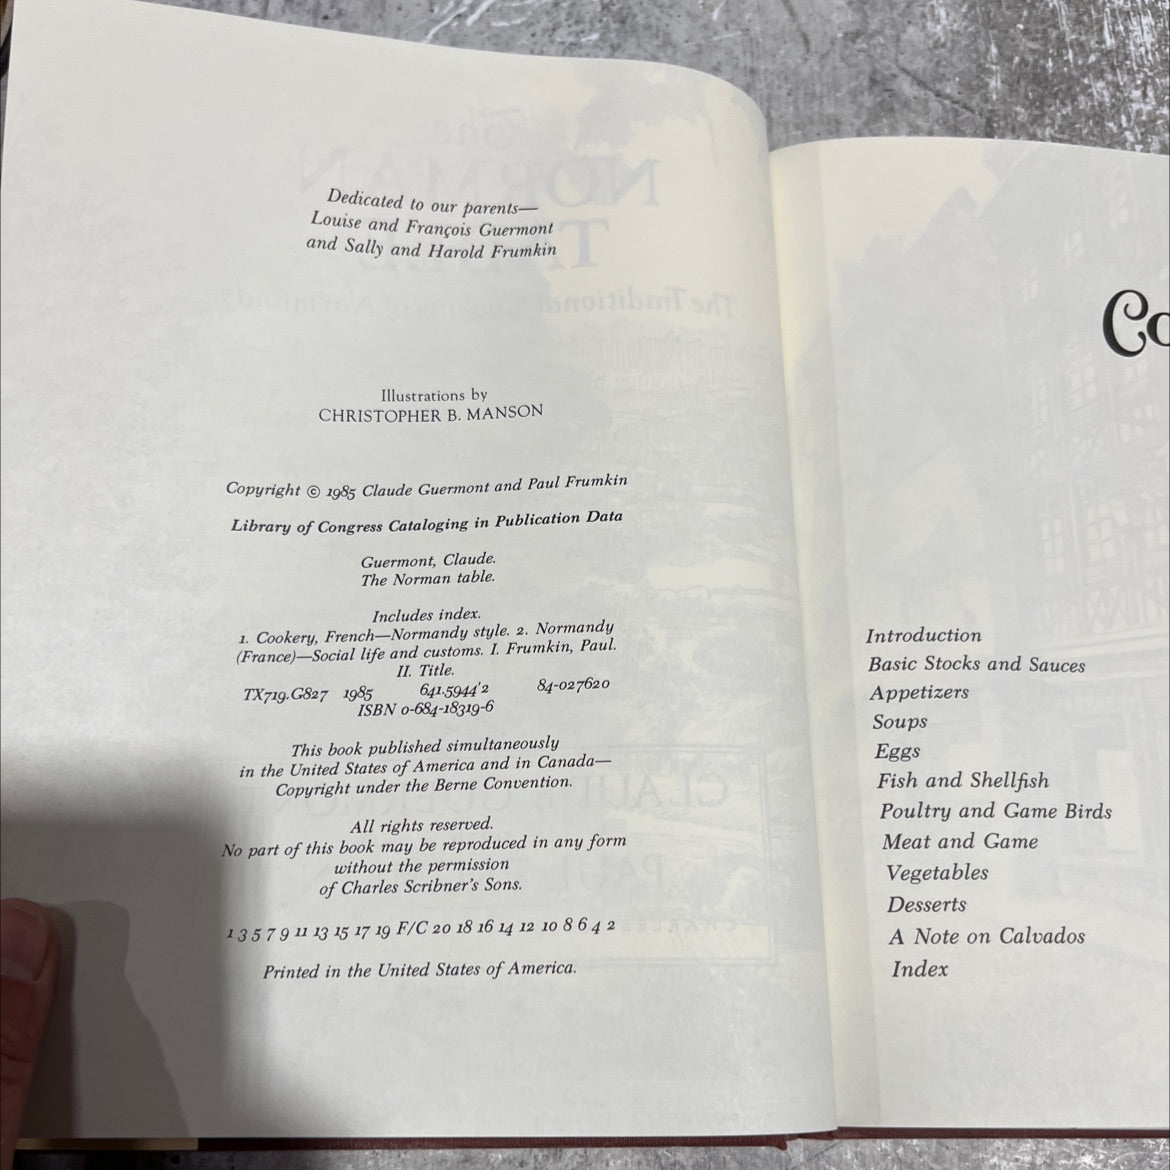 Dedicated to our parents—
Louise and François Guermont
and Sally and Harold Frumkin
Illustrations by
CHRISTOPHER B. MANSON
Copyright © 1985 Claude Guermont and Paul Frumkin
Library of Congress Cataloging in Publication Data
Guermont, Claude.
The Norman table.
Includes index.
1. Cookery, French—Normandy style. 2. Normandy
(France)—Social life and customs. I. Frumkin, Paul.
II. Title.
TX719.G827 1985 641.5944'2 84-027620
ISBN 0-684-18319-6
This book published simultaneously
in the United States of America and in Canada—
Copyright under the Berne Convention.
All rights reserved.
No part of this book may be reproduced in any form
without the permission
of Charles Scribner's Sons.
1 3 5 7 9 11 13 15 17 19 F/C 20 18 16 14 12 10 8 6 4 2
Printed in the United States of America.
Introduction
Basic Stocks and Sauces
Appetizers
Soups
Eggs
Fish and Shellfish
Poultry and Game Birds
Meat and Game
Vegetables
Desserts
A Note on Calvados
Index